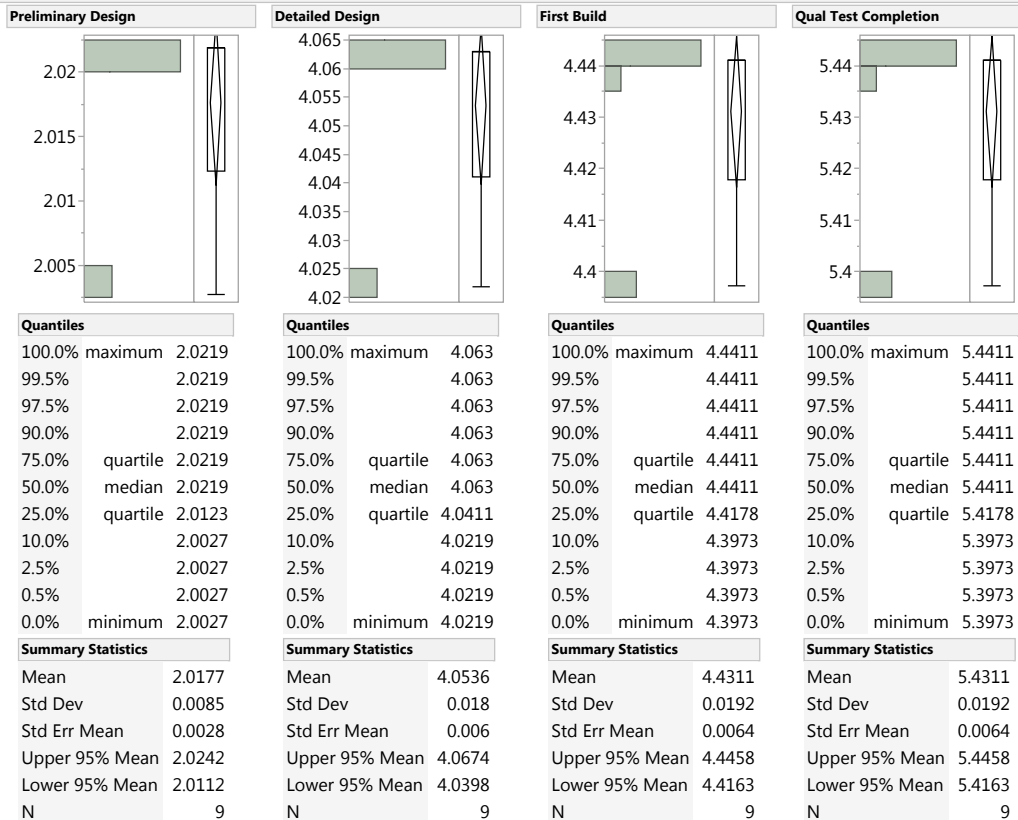 Preliminary Design
2.02
2.015
2.01
2.005
Quantiles
100.0% maximum 2.0219
99.5% 2.0219
97.5% 2.0219
90.0% 2.0219
75.0% quartile 2.0219
50.0% median 2.0219
25.0% quartile 2.0123
10.0% 2.0027
2.5% 2.0027
0.5% 2.0027
0.0% minimum 2.0027
Summary Statistics
Mean 2.0177
Std Dev 0.0085
Std Err Mean 0.0028
Upper 95% Mean 2.0242
Lower 95% Mean 2.0112
N 9
Detailed Design
4.065
4.06
4.055
4.05
4.045
4.04
4.035
4.03
4.025
4.02
Quantiles
100.0% maximum 4.063
99.5% 4.063
97.5% 4.063
90.0% 4.063
75.0% quartile 4.063
50.0% median 4.063
25.0% quartile 4.0411
10.0% 4.0219
2.5% 4.0219
0.5% 4.0219
0.0% minimum 4.0219
Summary Statistics
Mean 4.0536
Std Dev 0.018
Std Err Mean 0.006
Upper 95% Mean 4.0674
Lower 95% Mean 4.0398
N 9
First Build
4.44
4.43
4.42
4.41
4.4
Quantiles
100.0% maximum 4.4411
99.5% 4.4411
97.5% 4.4411
90.0% 4.4411
75.0% quartile 4.4411
50.0% median 4.4411
25.0% quartile 4.4178
10.0% 4.3973
2.5% 4.3973
0.5% 4.3973
0.0% minimum 4.3973
Summary Statistics
Mean 4.4311
Std Dev 0.0192
Std Err Mean 0.0064
Upper 95% Mean 4.4458
Lower 95% Mean 4.4163
N 9
Qual Test Completion
5.44
5.43
5.42
5.41
5.4
Quantiles
100.0% maximum 5.4411
99.5% 5.4411
97.5% 5.4411
90.0% 5.4411
75.0% quartile 5.4411
50.0% median 5.4411
25.0% quartile 5.4178
10.0% 5.3973
2.5% 5.3973
0.5% 5.3973
0.0% minimum 5.3973
Summary Statistics
Mean 5.4311
Std Dev 0.0192
Std Err Mean 0.0064
Upper 95% Mean 5.4458
Lower 95% Mean 5.4163
N 9